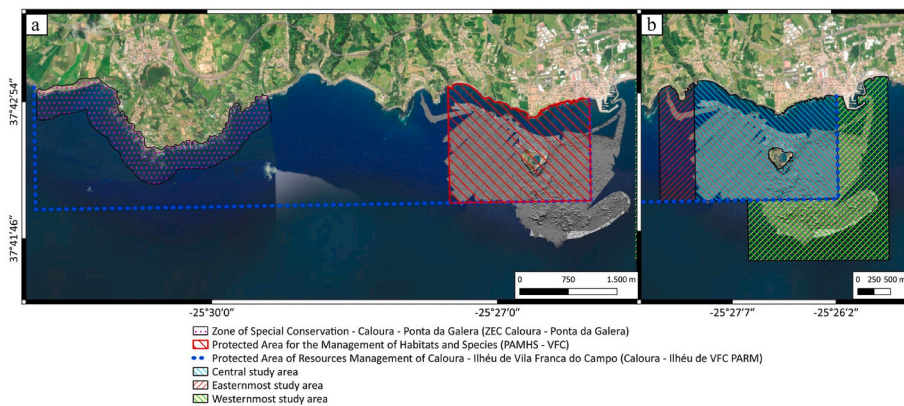 a
b
37°42'54"
37°41'46"
0 750 1.500 m
0 250 500 m
-25°30'0"
-25°27'0"
-25°27'7"
-25°26'2"
Zone of Special Conservation - Caloura - Ponta da Galera (ZEC Caloura - Ponta da Galera)
Protected Area for the Management of Habitats and Species (PAMHS - VFC)
Protected Area of Resources Management of Caloura - Ilhéu de Vila Franca do Campo (Caloura - Ilhéu de VFC PARM)
Central study area
Easternmost study area
Westernmost study area